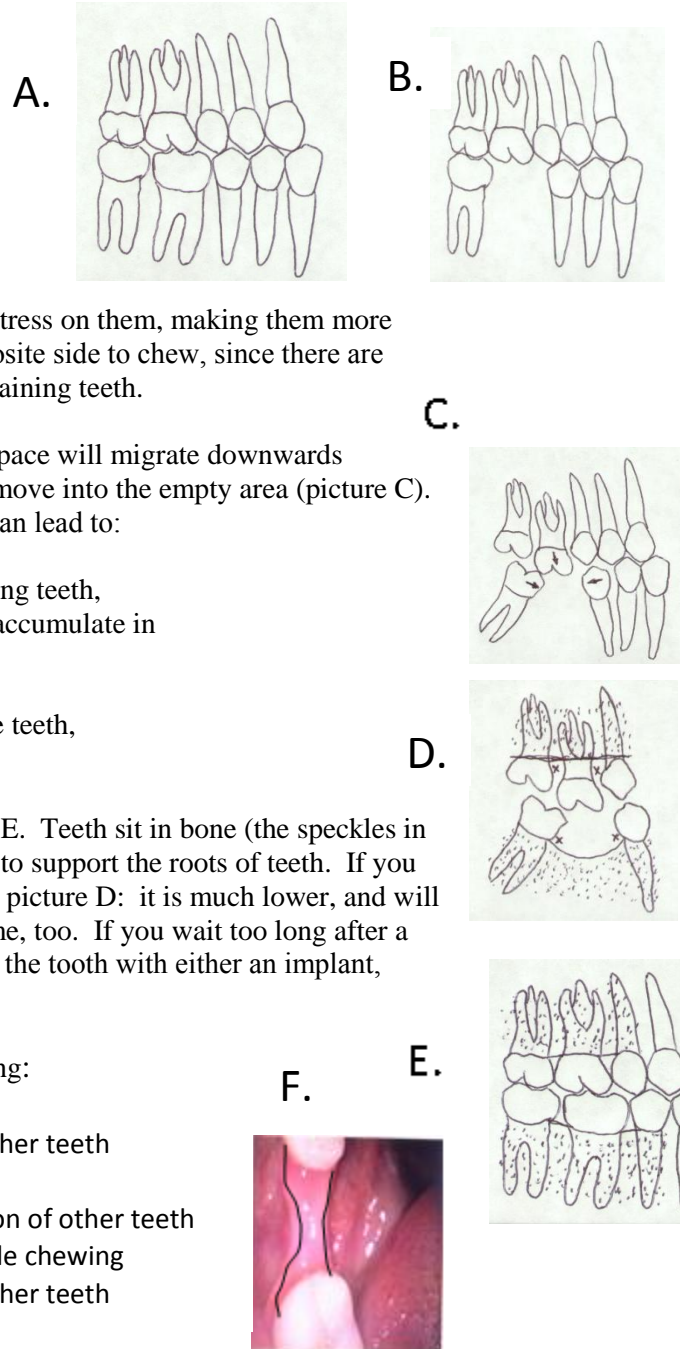 A.
B.
tress on them, making them more
osite side to chew, since there are
aining teeth.
C.
pace will migrate downwards
move into the empty area (picture C).
an lead to:
ng teeth,
accumulate in
e teeth,
D.
E. Teeth sit in bone (the speckles in
to support the roots of teeth. If you
picture D: it is much lower, and will
ne, too. If you wait too long after a
the tooth with either an implant,
E.
ng:
F.
her teeth
on of other teeth
le chewing
her teeth